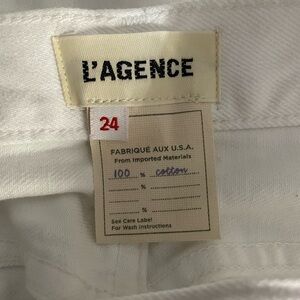 L'AGENCE
24
FABRIQUÉ AUX U.S.A.
From Imported Materials
100 % cotton
%
%
See Care Label
For Wash Instructions